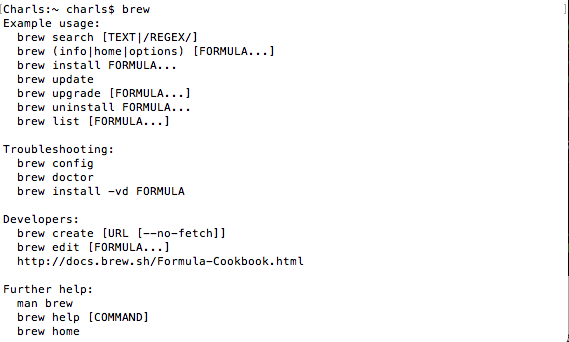 [Charls:~ charls$ brew ]
Example usage:
  brew search [TEXT|/REGEX/]
  brew (info|home|options) [FORMULA...]
  brew install FORMULA...
  brew update
  brew upgrade [FORMULA...]
  brew uninstall FORMULA...
  brew list [FORMULA...]

Troubleshooting:
  brew config
  brew doctor
  brew install -vd FORMULA

Developers:
  brew create [URL [--no-fetch]]
  brew edit [FORMULA...]
  http://docs.brew.sh/Formula-Cookbook.html

Further help:
  man brew
  brew help [COMMAND]
  brew home